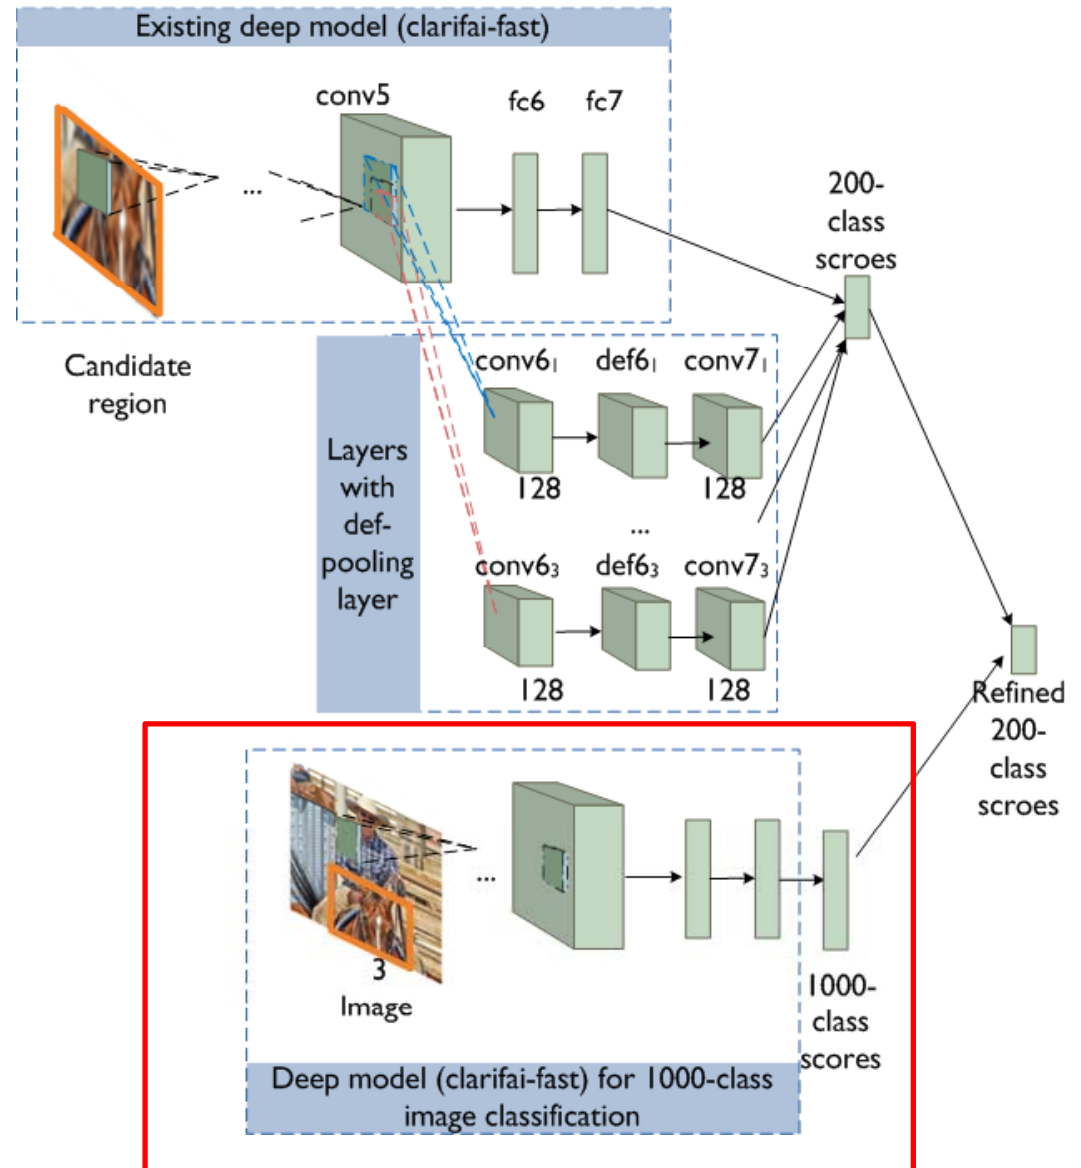 Existing deep model (clarifai-fast)
conv5
fc6
fc7
...
200-
class
scroes
Candidate
region
conv6₁
def6₁
conv7₁
Layers
with
def-
pooling
layer
128
128
...
conv6₃
def6₃
conv7₃
128
128
Refined
200-
class
scroes
...
3
Image
1000-
class
scores
Deep model (clarifai-fast) for 1000-class
image classification